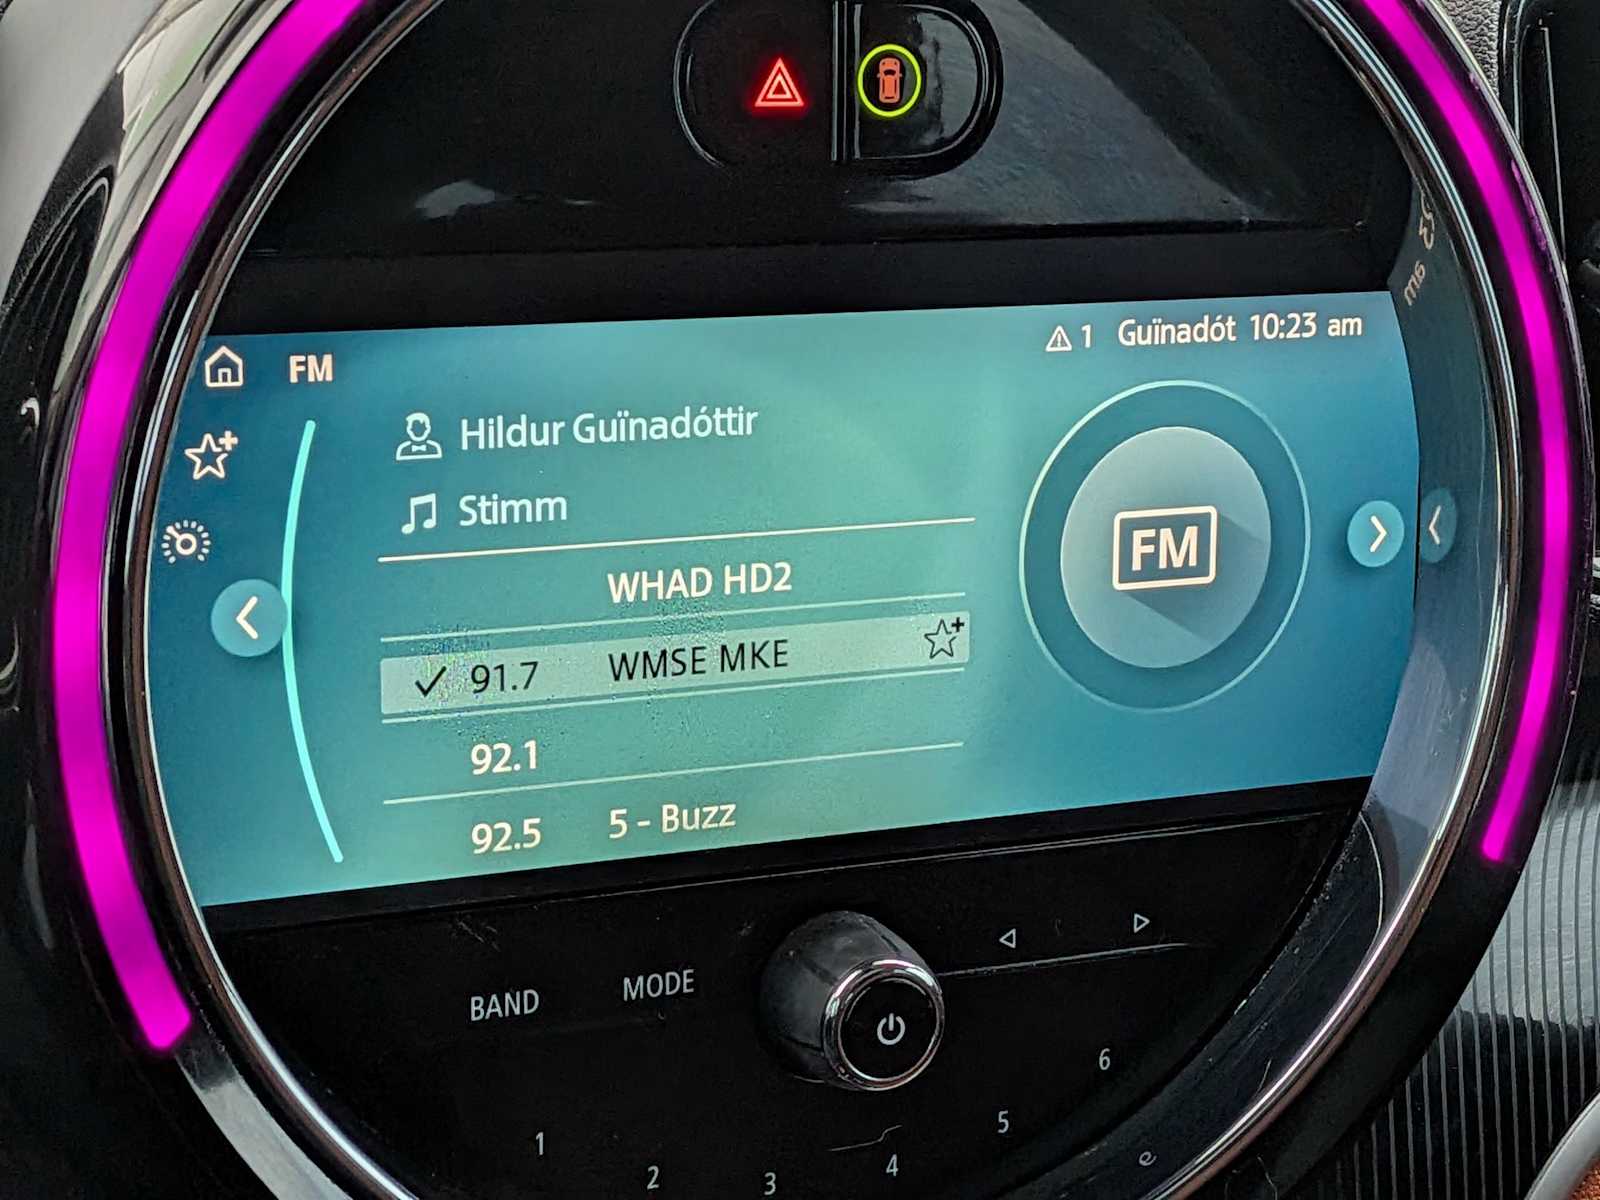 1 Guïnadót 10:23 am
FM
Hildur Guïnadóttir
Stimm
FM
WHAD HD2
91.7 WMSE MKE
92.1
92.5 5 - Buzz
BAND MODE
1 2 3 4 5 6